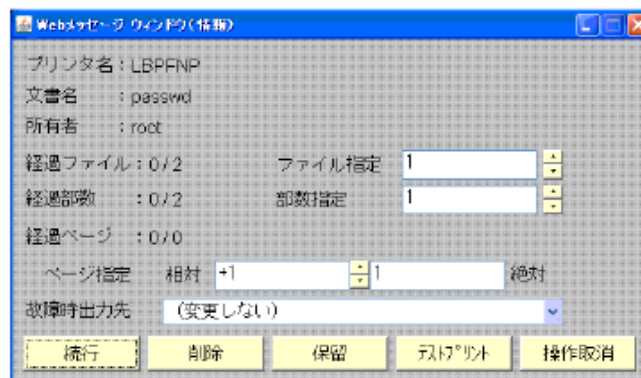 Webメッセージ ウィンドウ(情報)
プリンタ名：LBPFNP
文書名　：passwd
所有者　：root
経過ファイル：0/2　ファイル指定　1
経過部数　：0/2　部数指定　1
経過ページ　：0/0
ページ指定　相対　+1　1　絶対
故障時出力先　(変更しない)
続行　削除　保留　テストプリント　操作取消